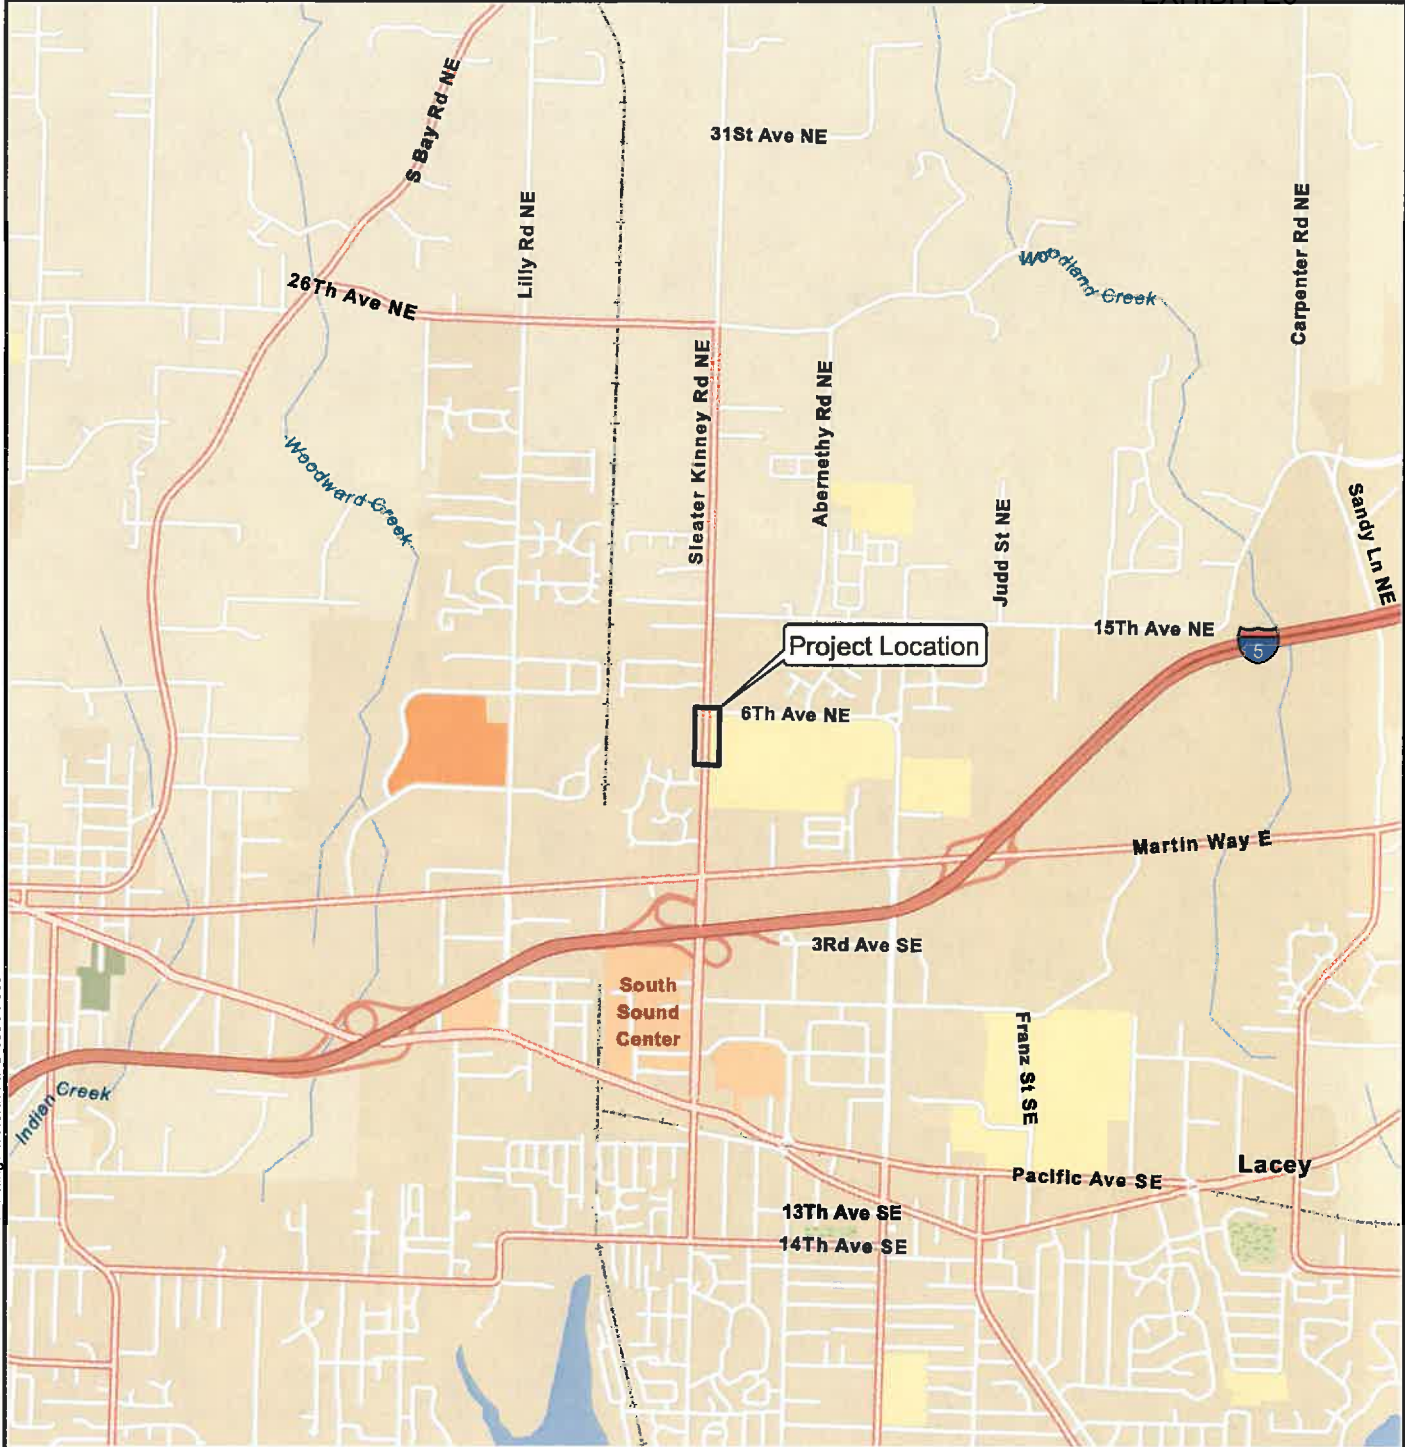 S Bay Rd NE
31St Ave NE
Lilly Rd NE
Carpenter Rd NE
Woodland Creek
26Th Ave NE
Sleater Kinney Rd NE
Abernethy Rd NE
Woodward Creek
Judd St NE
Sandy Ln NE
15Th Ave NE
5
Project Location
6Th Ave NE
Martin Way E
3Rd Ave SE
South
Sound
Center
Franz St SE
Indian Creek
Lacey
Pacific Ave SE
13Th Ave SE
14Th Ave SE